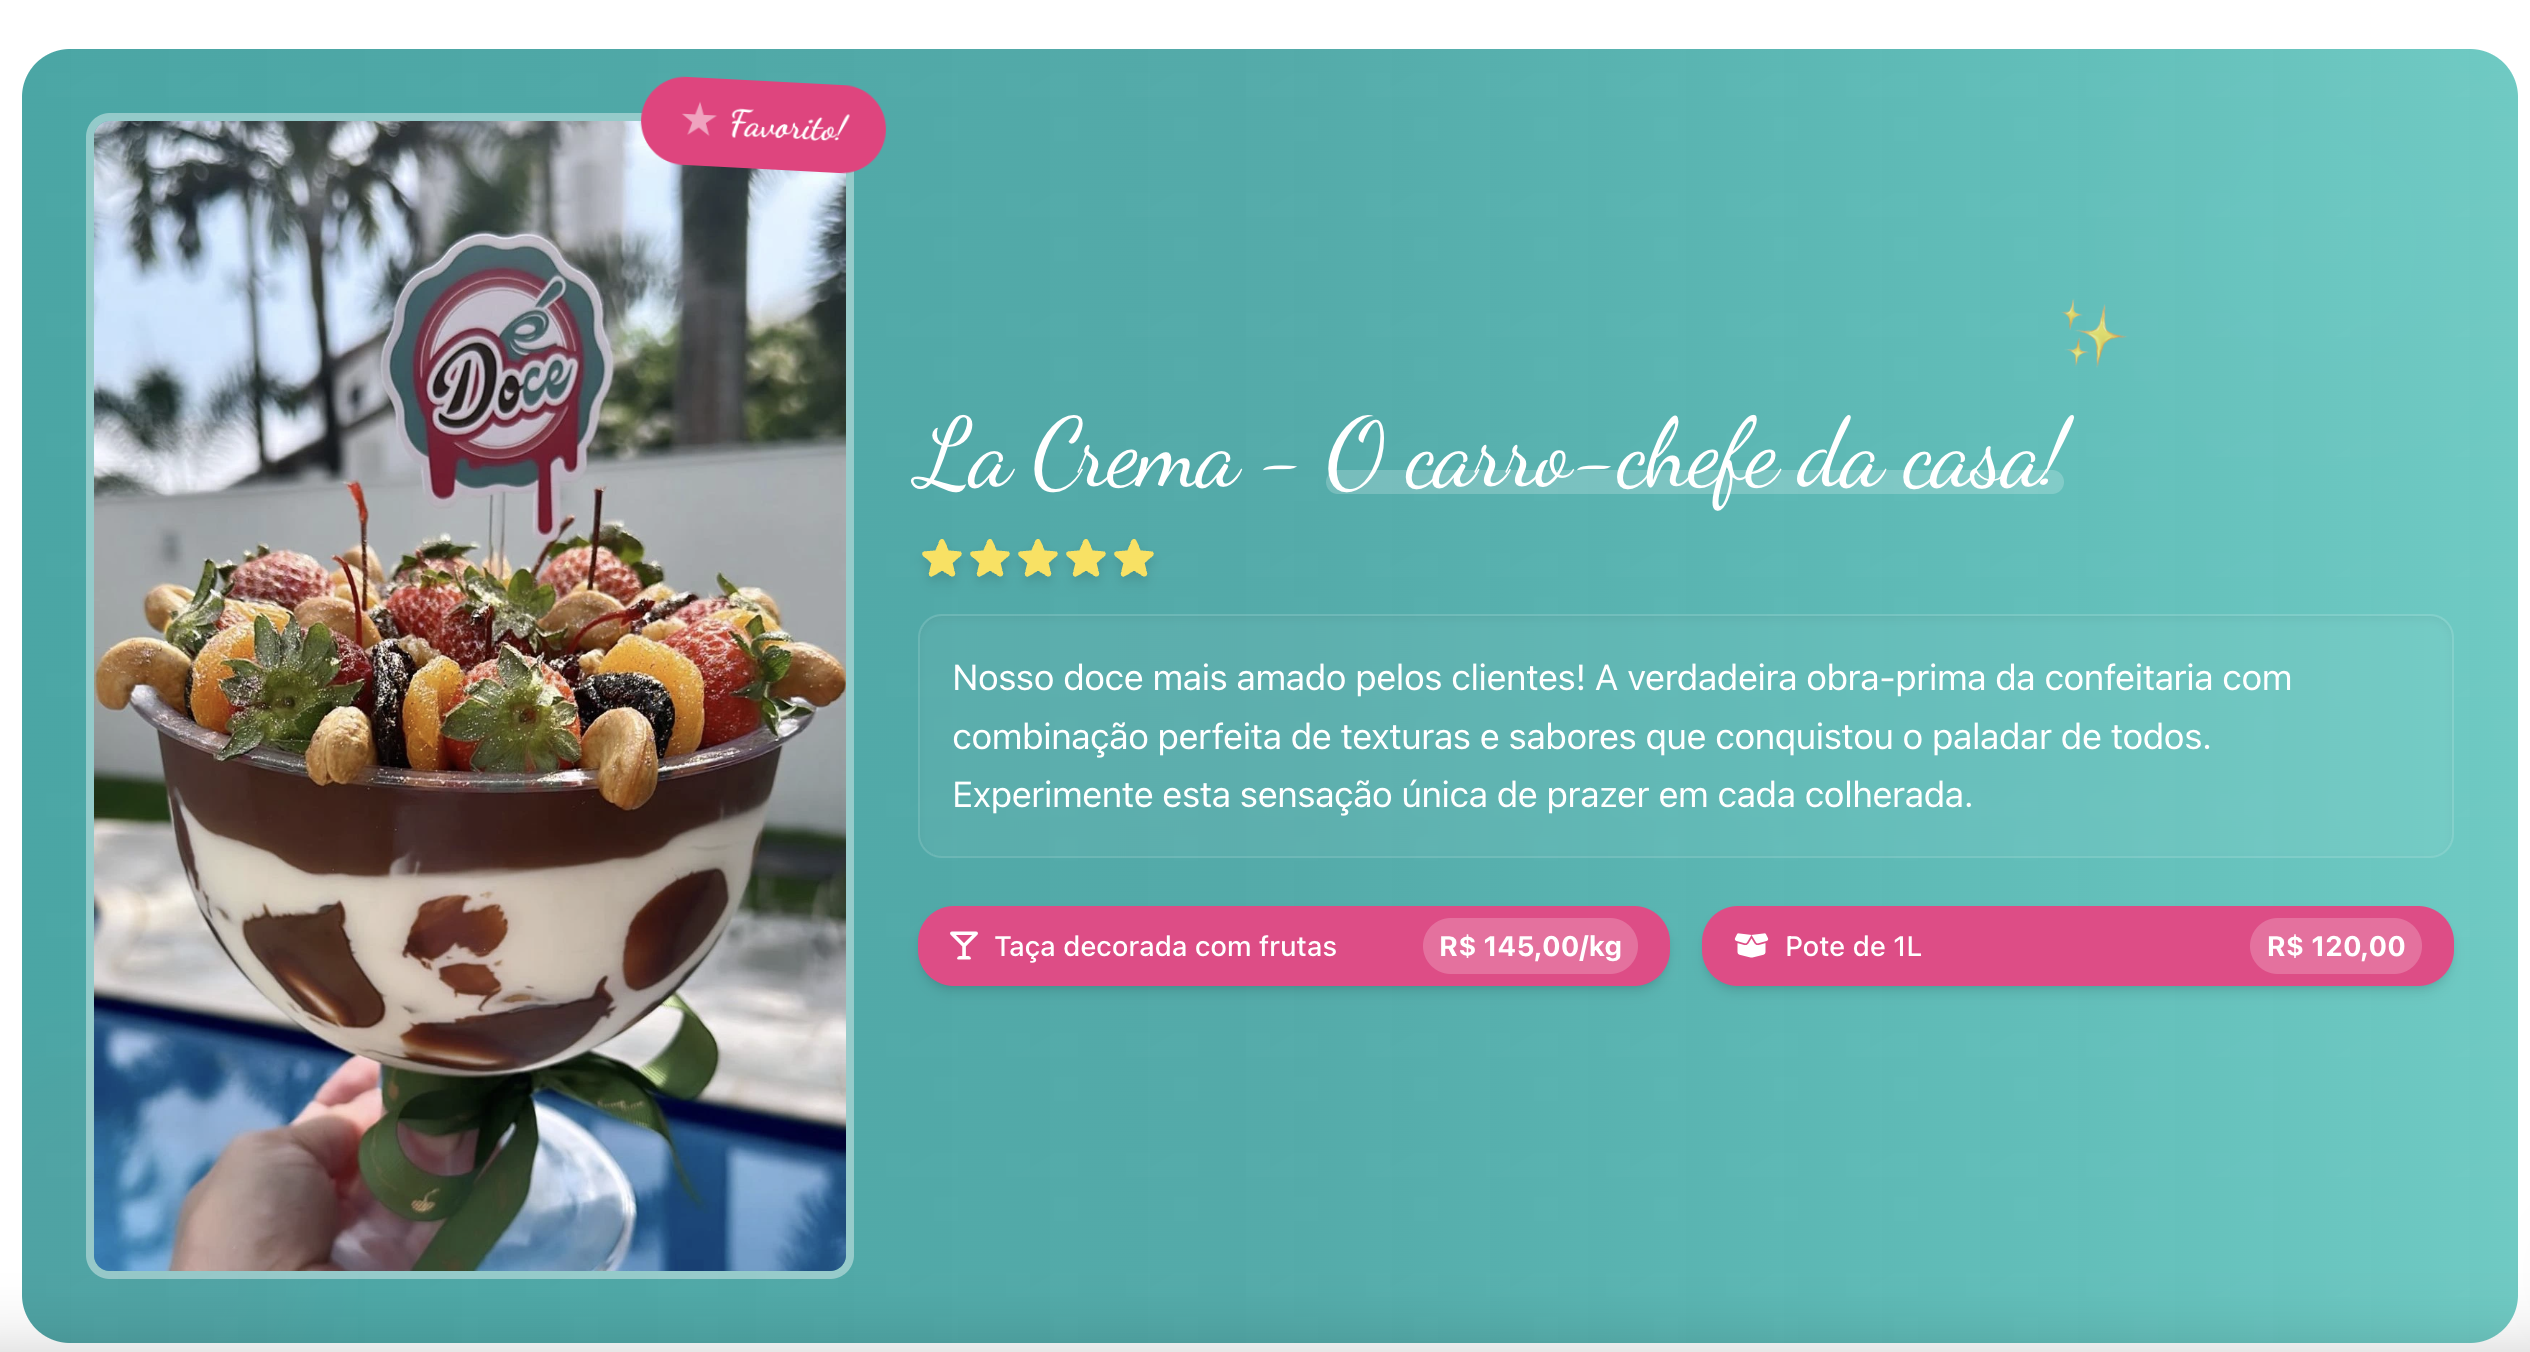 Favorito!
é
Doce
La Crema - O carro-chefe da casa!
Nosso doce mais amado pelos clientes! A verdadeira obra-prima da confeitaria com
combinação perfeita de texturas e sabores que conquistou o paladar de todos.
Experimente esta sensação única de prazer em cada colherada.
Taça decorada com frutas R$ 145,00/kg
Pote de 1L R$ 120,00